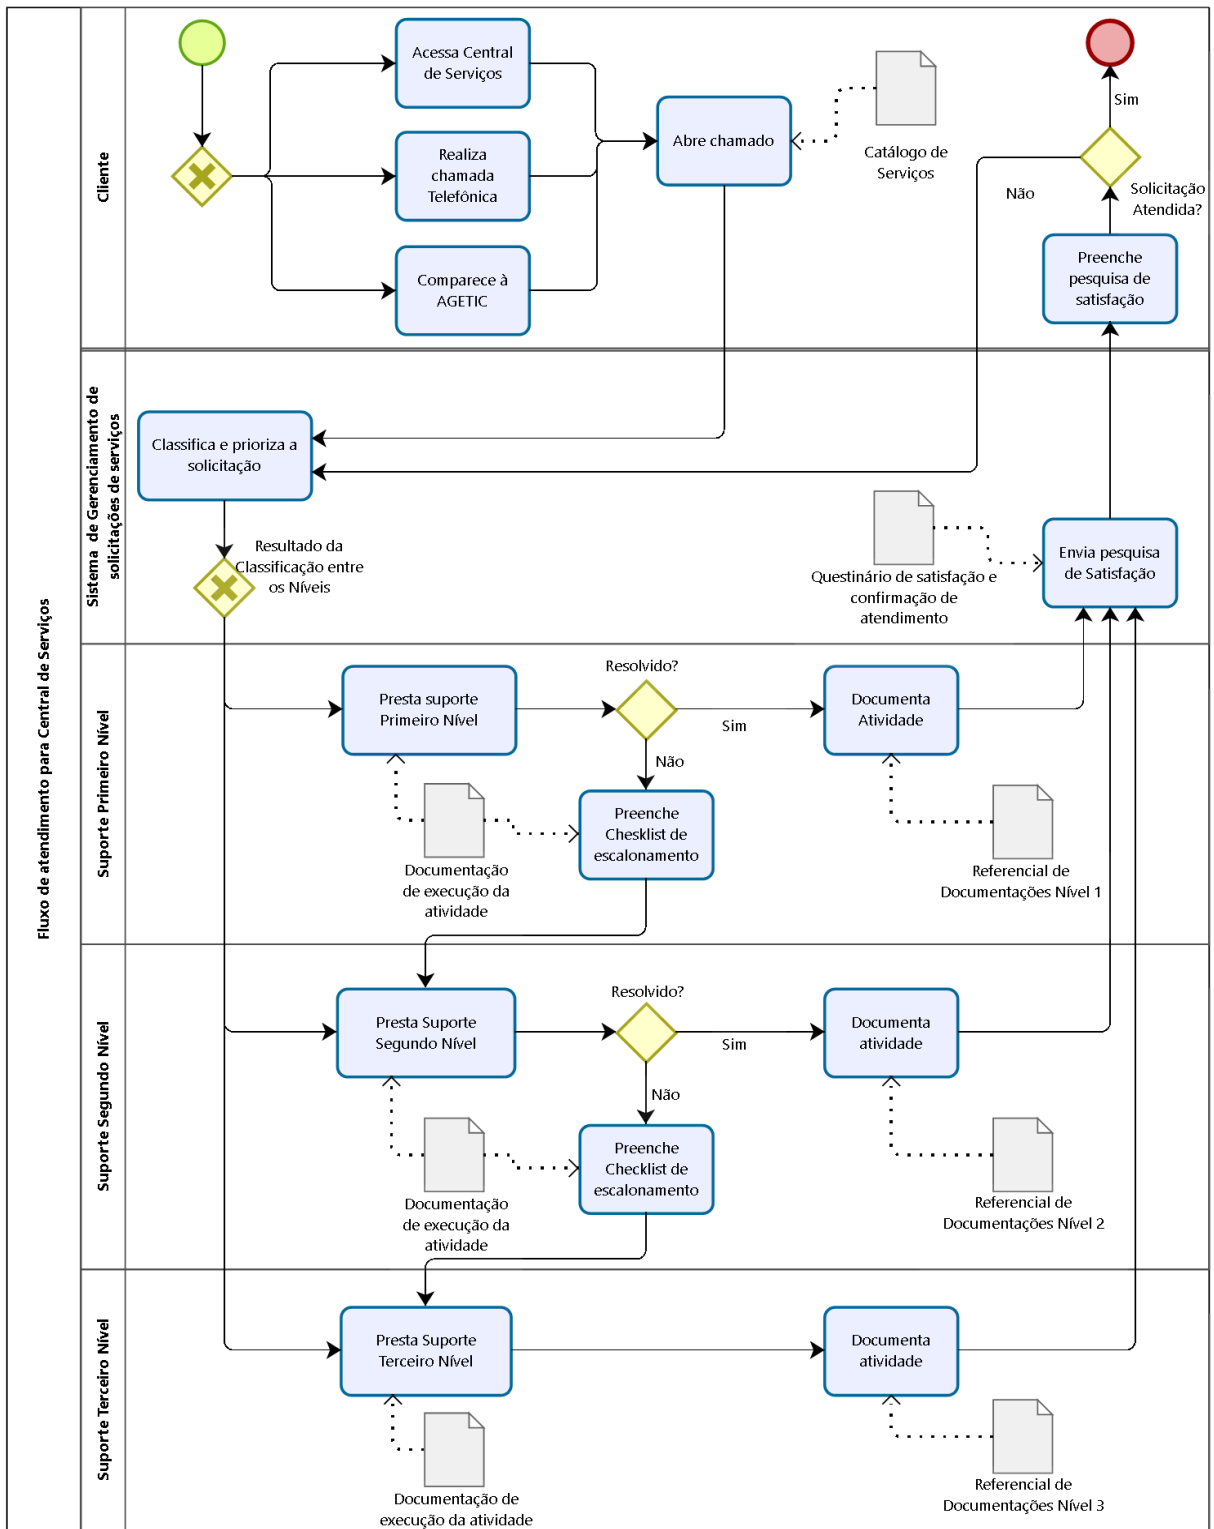 Fluxo de atendimento para Central de Serviços
Cliente
Acessa Central
de Serviços
Realiza
chamada
Telefônica
Comparece à
AGETIC
Abre chamado
Catálogo de
Serviços
Sim
Solicitação
Atendida?
Não
Preenche
pesquisa de
satisfação
Sistema de Gerenciamento de
solicitações de serviços
Classifica e prioriza a
solicitação
Resultado da
Classificação entre
os Níveis
Questinário de satisfação e
confirmação de
atendimento
Envia pesquisa
de Satisfação
Suporte Primeiro Nível
Presta suporte
Primeiro Nível
Resolvido?
Sim
Não
Documenta
Atividade
Preenche
Chesklist de
escalonamento
Documentação
de execução da
atividade
Referencial de
Documentações Nível 1
Suporte Segundo Nível
Presta Suporte
Segundo Nível
Resolvido?
Sim
Não
Documenta
atividade
Preenche
Checklist de
escalonamento
Documentação
de execução da
atividade
Referencial de
Documentações Nível 2
Suporte Terceiro Nível
Presta Suporte
Terceiro Nível
Documenta
atividade
Documentação de
execução da atividade
Referencial de
Documentações Nível 3